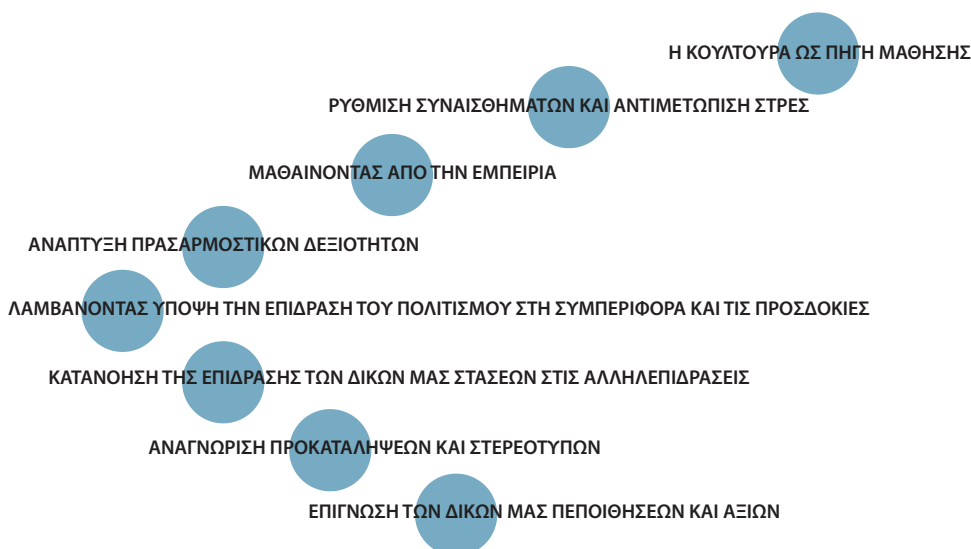 Η ΚΟΥΛΤΟΥΡΑ ΩΣ ΠΗΓΗ ΜΑΘΗΣΗΣ
ΡΥΘΜΙΣΗ ΣΥΝΑΙΣΘΗΜΑΤΩΝ ΚΑΙ ΑΝΤΙΜΕΤΩΠΙΣΗ ΣΤΡΕΣ
ΜΑΘΑΙΝΟΝΤΑΣ ΑΠΟ ΤΗΝ ΕΜΠΕΙΡΙΑ
ΑΝΑΠΤΥΞΗ ΠΡΑΣΑΡΜΟΣΤΙΚΩΝ ΔΕΞΙΟΤΗΤΩΝ
ΛΑΜΒΑΝΟΝΤΑΣ ΥΠΟΨΗ ΤΗΝ ΕΠΙΔΡΑΣΗ ΤΟΥ ΠΟΛΙΤΙΣΜΟΥ ΣΤΗ ΣΥΜΠΕΡΙΦΟΡΑ ΚΑΙ ΤΙΣ ΠΡΟΣΔΟΚΙΕΣ
ΚΑΤΑΝΟΗΣΗ ΤΗΣ ΕΠΙΔΡΑΣΗΣ ΤΩΝ ΔΙΚΩΝ ΜΑΣ ΣΤΑΣΕΩΝ ΣΤΙΣ ΑΛΛΗΛΕΠΙΔΡΑΣΕΙΣ
ΑΝΑΓΝΩΡΙΣΗ ΠΡΟΚΑΤΑΛΗΨΕΩΝ ΚΑΙ ΣΤΕΡΕΟΤΥΠΩΝ
ΕΠΙΓΝΩΣΗ ΤΩΝ ΔΙΚΩΝ ΜΑΣ ΠΕΠΟΙΘΗΣΕΩΝ ΚΑΙ ΑΞΙΩΝ